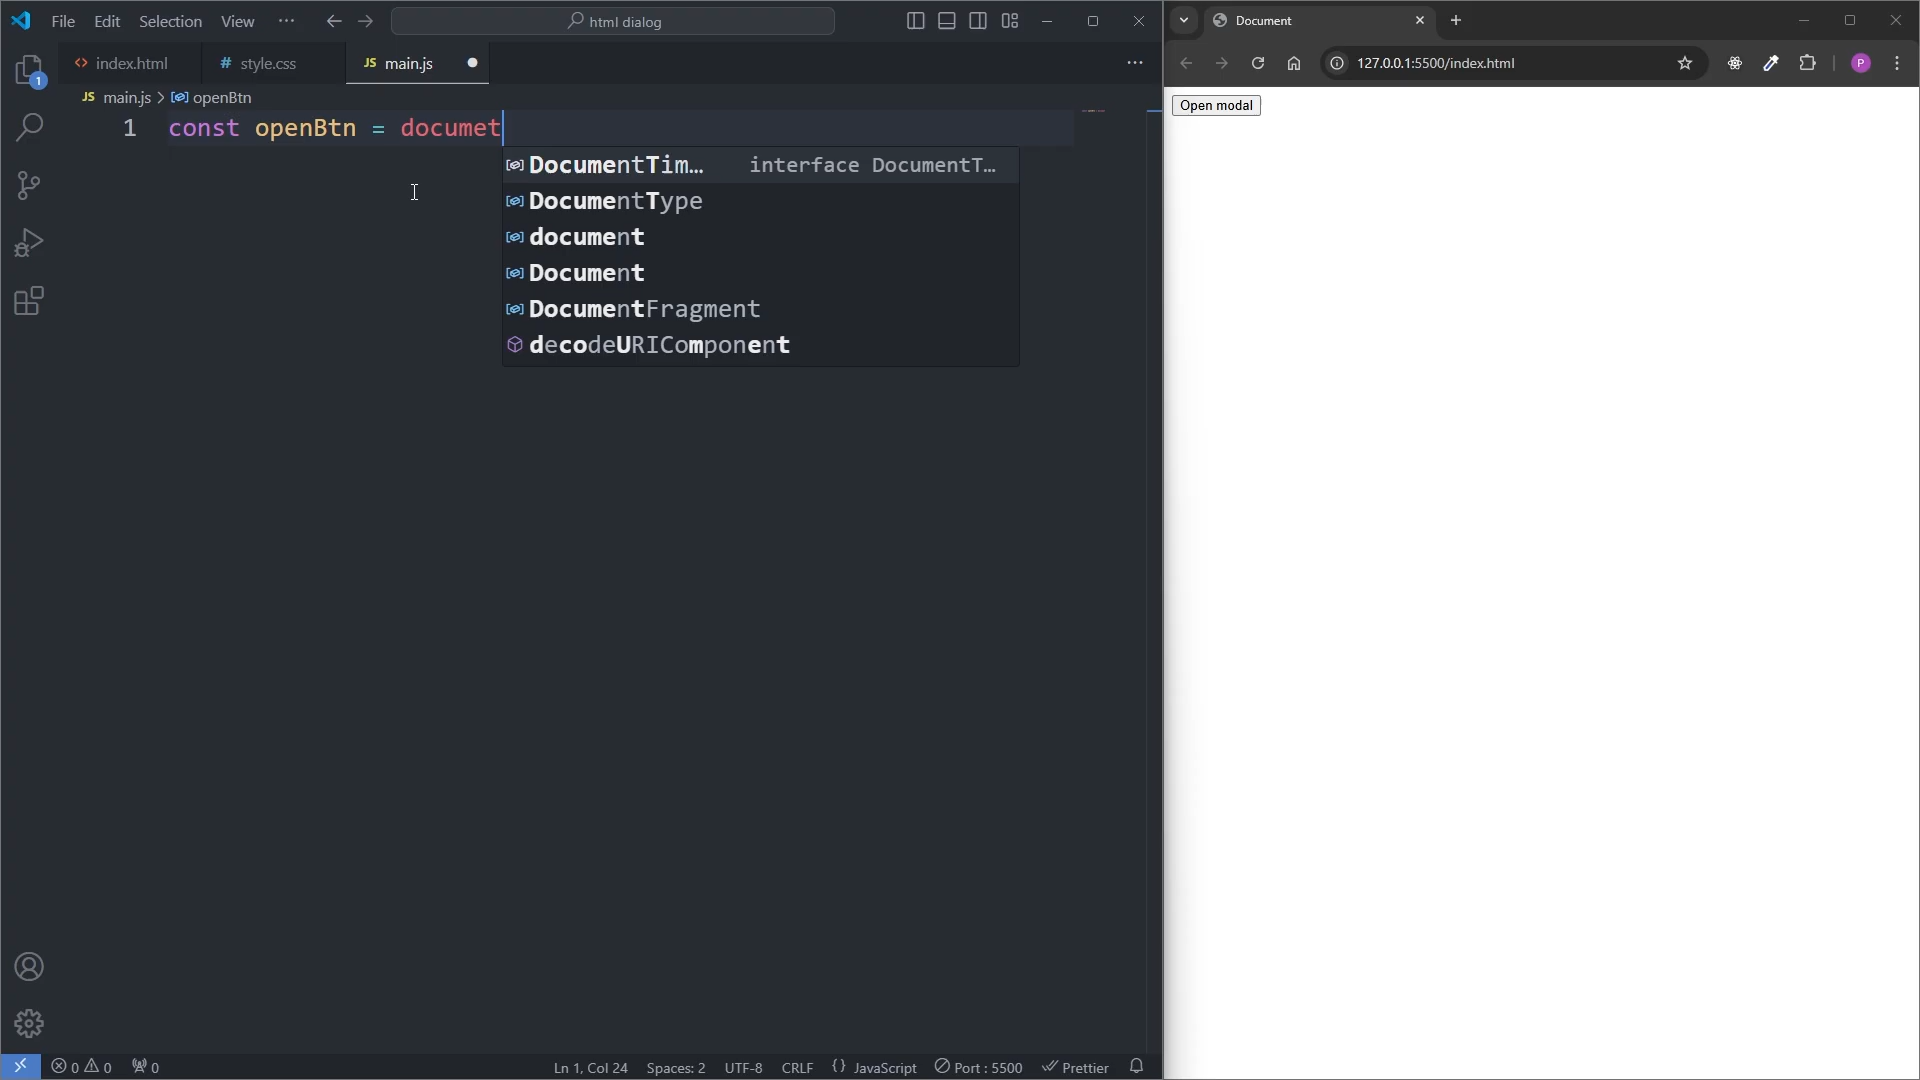 File Edit Selection View ··· html dialog
index.html style.css JS main.js
JS main.js > openBtn
1 const openBtn = documet
DocumentTim… interface DocumentT…
DocumentType
document
Document
DocumentFragment
decodeURIComponent
1
0 0 0 Ln 1, Col 24 Spaces: 2 UTF-8 CRLF {} JavaScript Port : 5500 Prettier
Document
127.0.0.1:5500/index.html P
Open modal